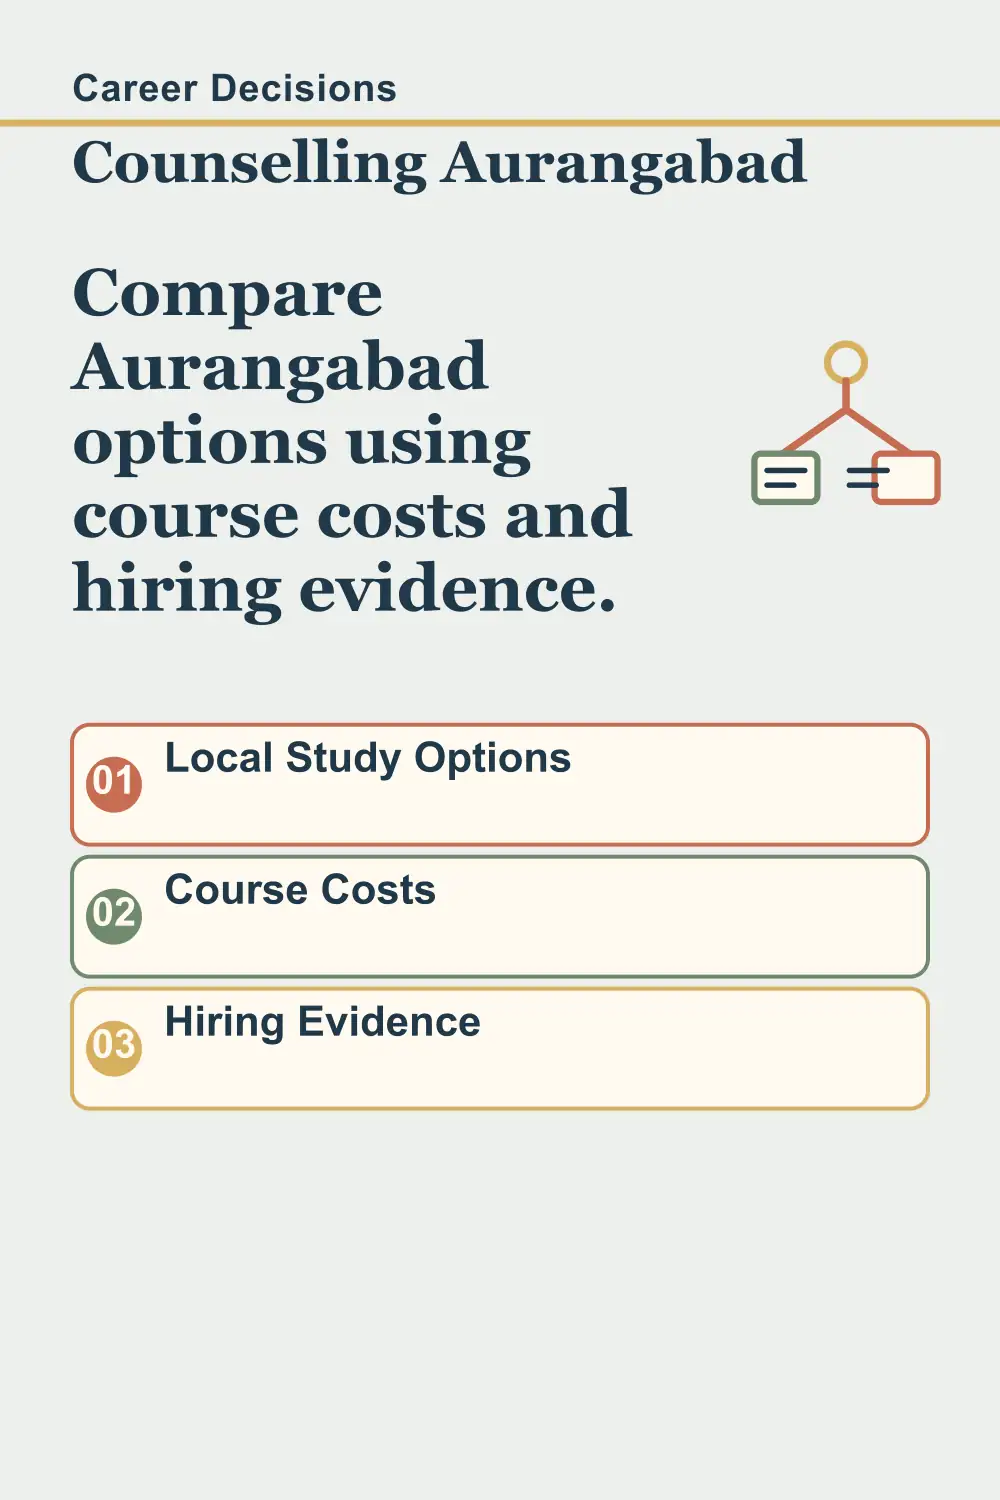 Career Decisions
Counselling Aurangabad
Compare
Aurangabad
options using
course costs and
hiring evidence.
01 Local Study Options
02 Course Costs
03 Hiring Evidence